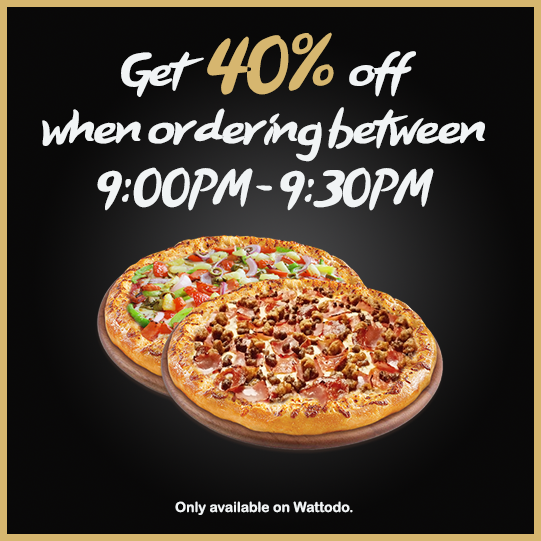 Get 40% off
when ordering between
9:00PM - 9:30PM
Only available on Wattodo.